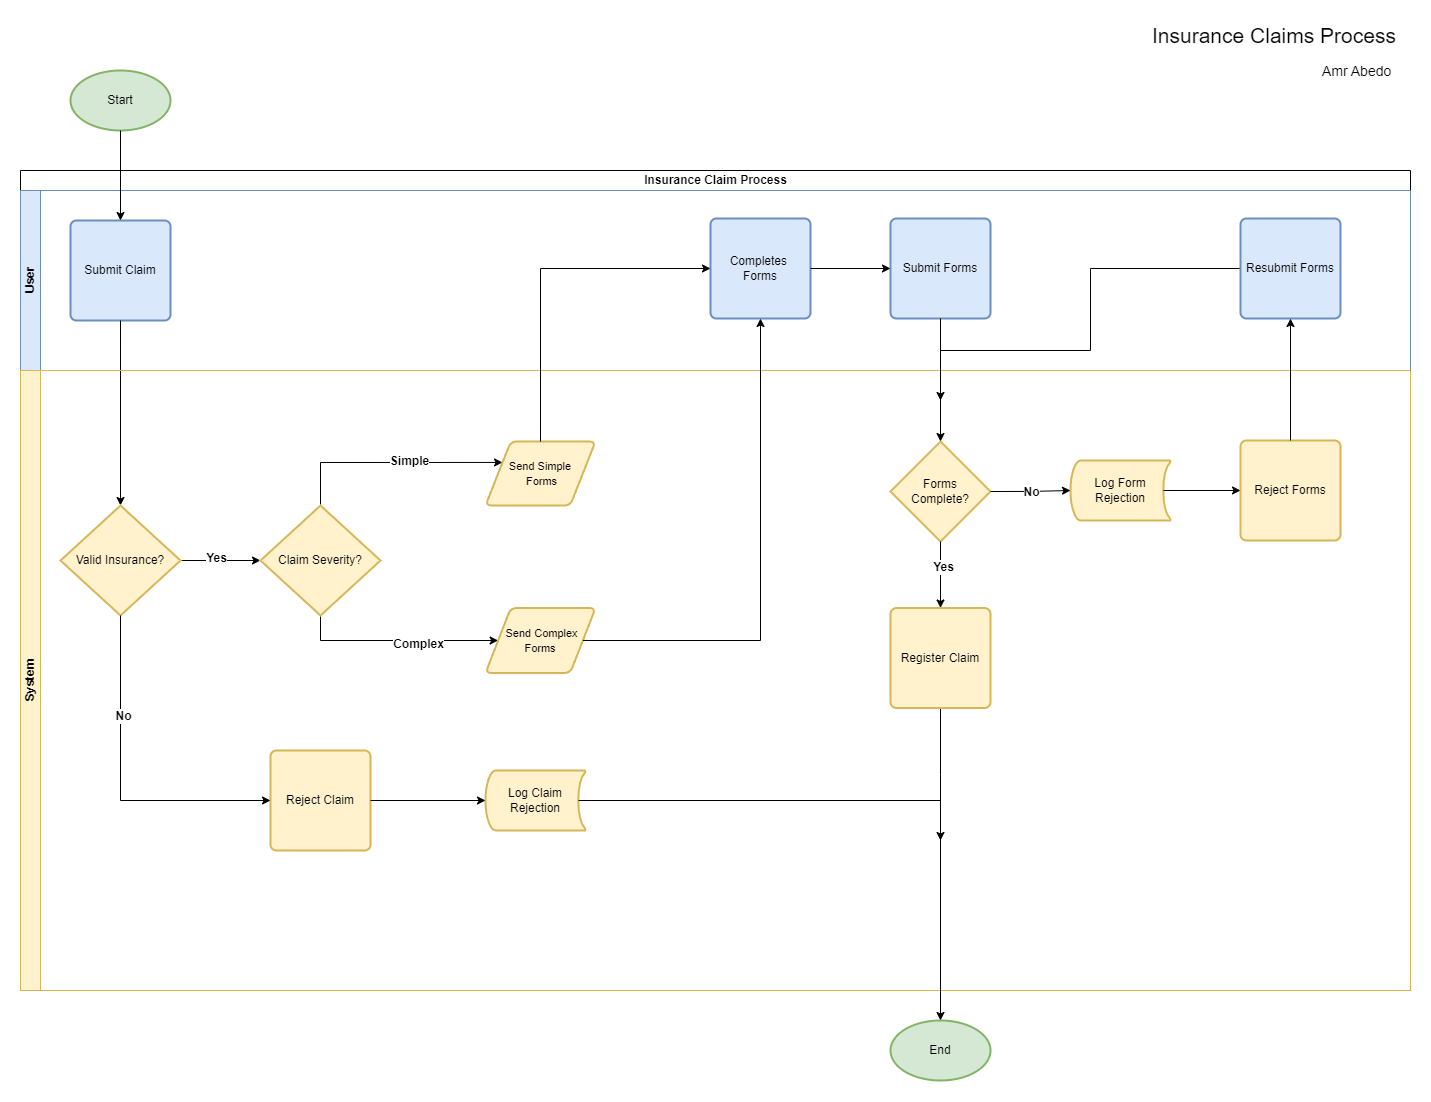 Insurance Claims Process
Amr Abedo
Start
Insurance Claim Process
User
Submit Claim
Completes
Forms
Submit Forms
Resubmit Forms
System
Simple
Send Simple
Forms
Forms
Complete?
No
Log Form
Rejection
Reject Forms
Valid Insurance?
Yes
Claim Severity?
Yes
Complex
Send Complex
Forms
Register Claim
No
Reject Claim
Log Claim
Rejection
End